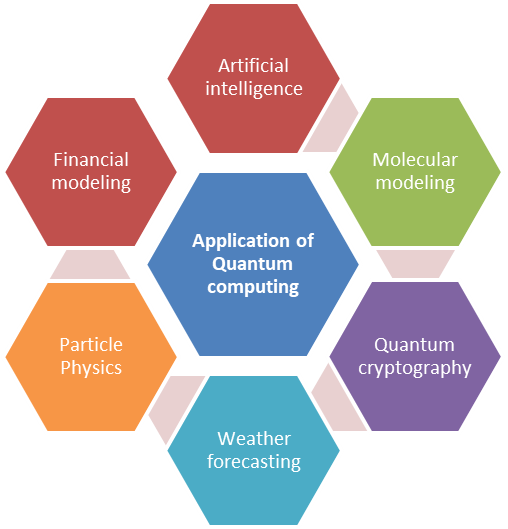 Artificial
intelligence
Financial
modeling
Molecular
modeling
Application of
Quantum
computing
Particle
Physics
Quantum
cryptography
Weather
forecasting